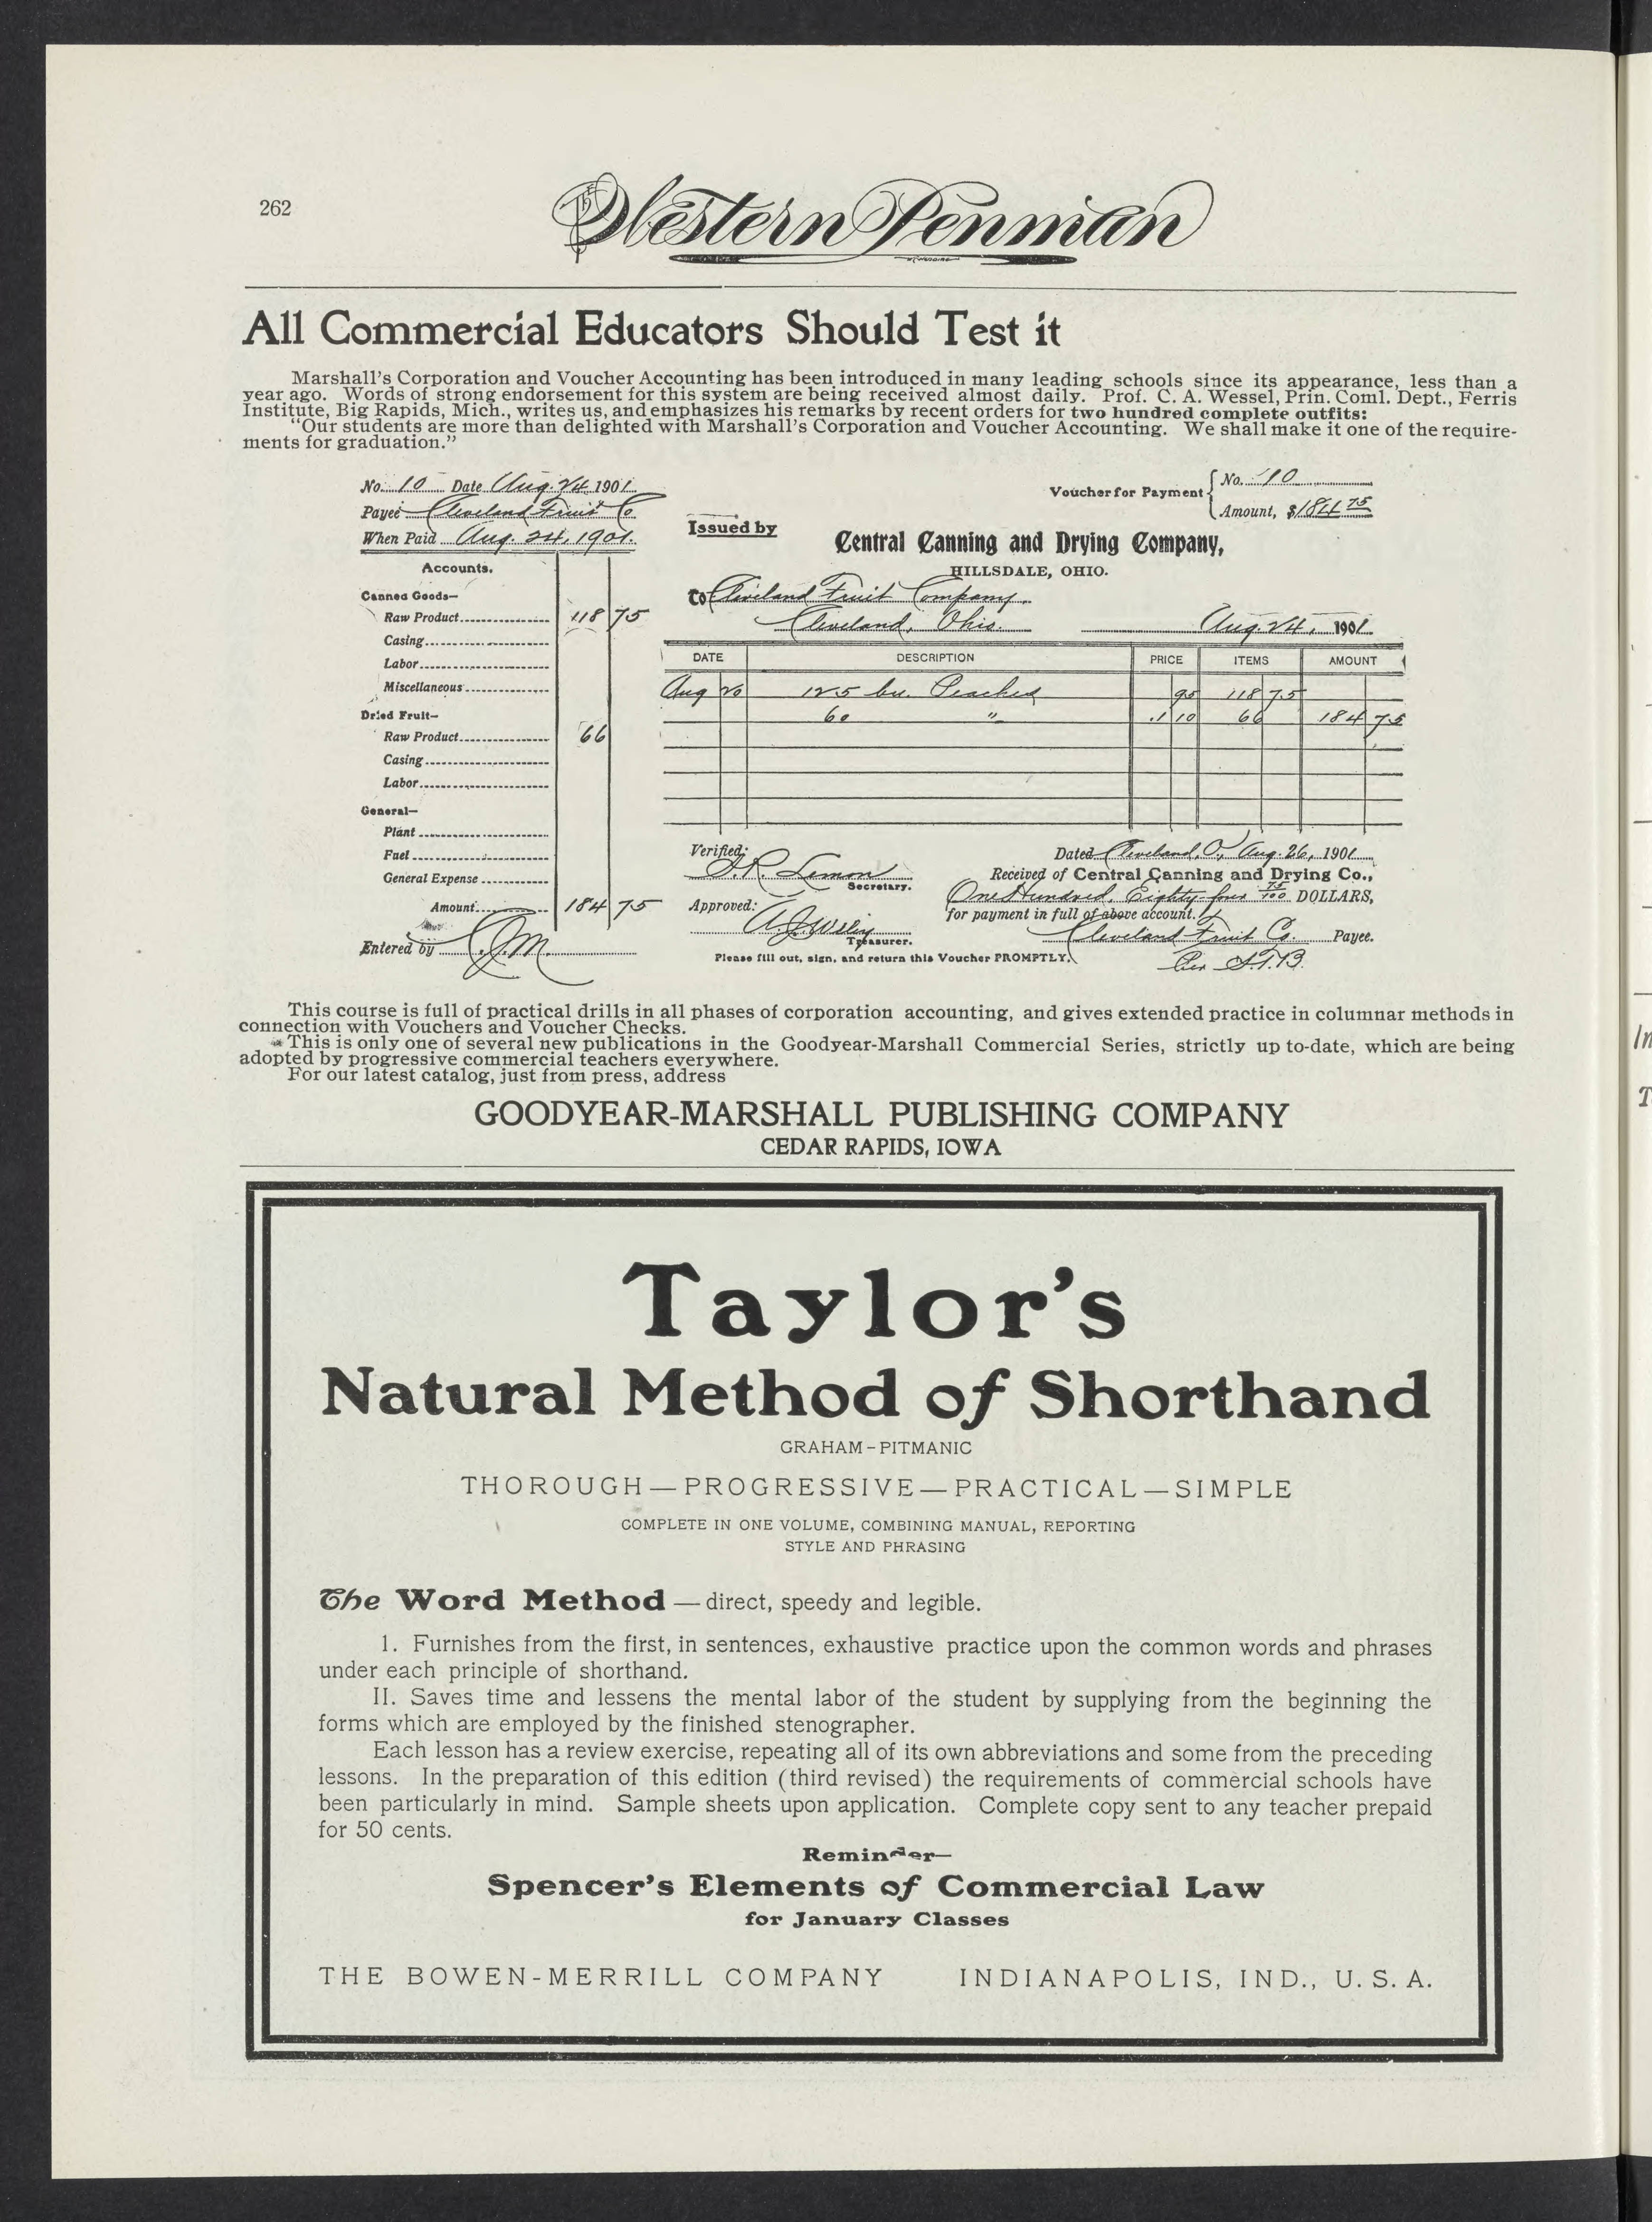 262
The Western Penman
All Commercial Educators Should Test it
Marshall's Corporation and Voucher Accounting has been introduced in many leading schools since its appearance, less than a
year ago. Words of strong endorsement for this system are being received almost daily. Prof. C. A. Wessel, Prin. Coml. Dept., Ferris
Institute, Big Rapids, Mich., writes us, and emphasizes his remarks by recent orders for two hundred complete outfits:
"Our students are more than delighted with Marshall's Corporation and Voucher Accounting. We shall make it one of the require-
ments for graduation."
No. 10 Date Aug. 24 1901
Payee Cleveland Fruit Co
When Paid Aug. 24, 1901.
Accounts.
Canned Goods—
Raw Product 118 75
Casing
Labor
Miscellaneous
Dried Fruit—
Raw Product 66
Casing
Labor
General—
Plant
Fuel
General Expense
Amount 184 75
Entered by C.J.M.
Voucher for Payment
No. 10
Amount, $184 75
Issued by
Central Canning and Drying Company,
HILLSDALE, OHIO.
To Cleveland Fruit Company
Cleveland, Ohio.
Aug. 24, 1901
DATE DESCRIPTION PRICE ITEMS AMOUNT
Aug 20 125 bu. Peaches 95 118 75
60 " 1 10 66 184 75
Verified:
Lemon
Secretary.
Approved:
Treasurer.
Please fill out, sign, and return this Voucher PROMPTLY.
Dated Cleveland, O., Aug. 26, 1901
Received of Central Canning and Drying Co.,
One Hundred, Eighty-four 75/100 DOLLARS,
for payment in full of above account.
Cleveland Fruit Co. Payee.
Per S.T.B.
This course is full of practical drills in all phases of corporation accounting, and gives extended practice in columnar methods in
connection with Vouchers and Voucher Checks.
This is only one of several new publications in the Goodyear-Marshall Commercial Series, strictly up to-date, which are being
adopted by progressive commercial teachers everywhere.
For our latest catalog, just from press, address
GOODYEAR-MARSHALL PUBLISHING COMPANY
CEDAR RAPIDS, IOWA
Taylor's
Natural Method of Shorthand
GRAHAM-PITMANIC
THOROUGH—PROGRESSIVE—PRACTICAL—SIMPLE
COMPLETE IN ONE VOLUME, COMBINING MANUAL, REPORTING
STYLE AND PHRASING
The Word Method — direct, speedy and legible.
1. Furnishes from the first, in sentences, exhaustive practice upon the common words and phrases
under each principle of shorthand.
II. Saves time and lessens the mental labor of the student by supplying from the beginning the
forms which are employed by the finished stenographer.
Each lesson has a review exercise, repeating all of its own abbreviations and some from the preceding
lessons. In the preparation of this edition (third revised) the requirements of commercial schools have
been particularly in mind. Sample sheets upon application. Complete copy sent to any teacher prepaid
for 50 cents.
Reminder—
Spencer's Elements of Commercial Law
for January Classes
THE BOWEN-MERRILL COMPANY INDIANAPOLIS, IND., U. S. A.